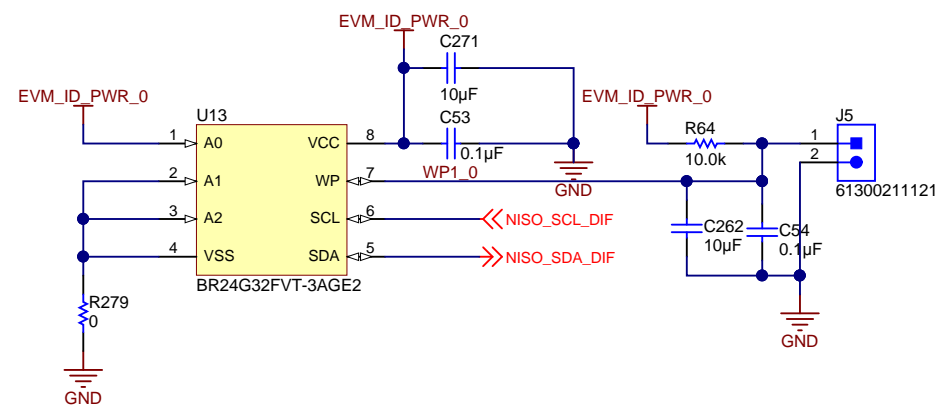 EVM_ID_PWR_0
C271
10µF
EVM_ID_PWR_0
EVM_ID_PWR_0
U13
C53
0.1µF
R64
10.0k
J5
1
A0
VCC
8
1
2
A1
WP
7
WP1_0
GND
2
61300211121
3
A2
SCL
6
NISO_SCL_DIF
C262
10µF
C54
0.1µF
4
VSS
SDA
5
NISO_SDA_DIF
BR24G32FVT-3AGE2
R279
0
GND
GND